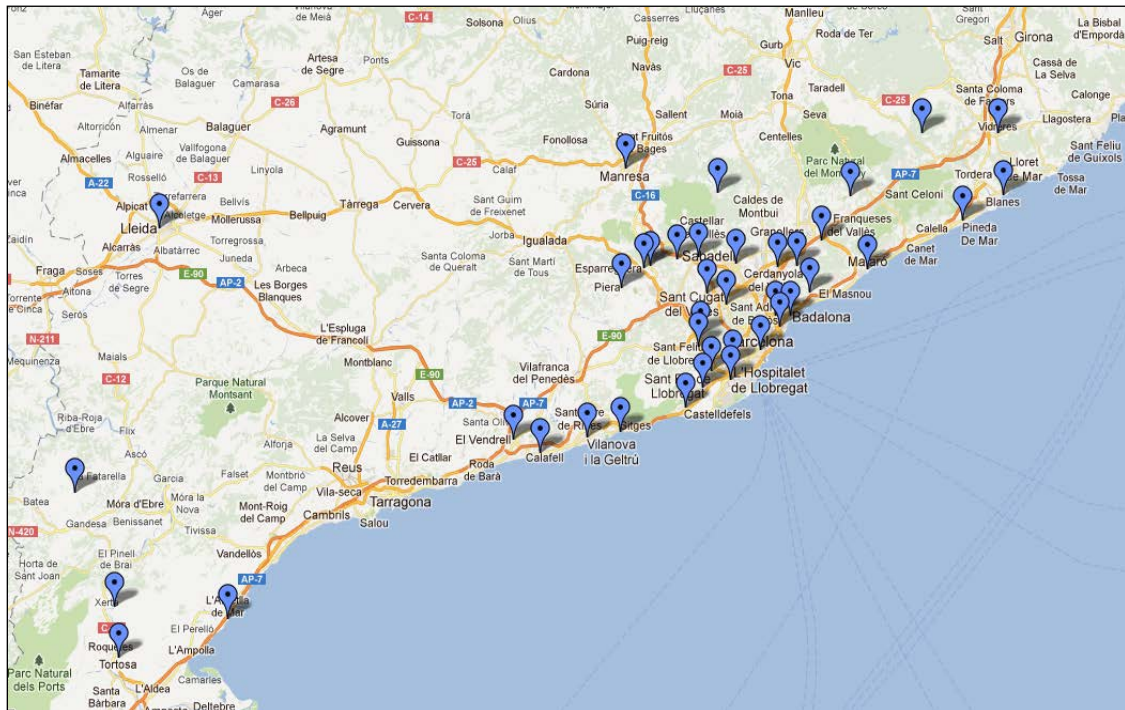 Ager
Vilanova
de Meià
C-14
Solsona
Olius
Casserres
Puig-reig
Navàs
Lluçanes
Manlleu
Roda de Ter
Gurb
Vic
San
Gregori
Salt
Girona
La Bisbal
d'Empordà
San Esteban
de Litera
Tamarite
de Litera
Os de
Balaguer
Camarasa
Artesa
de Segre
Ponts
Cardona
C-25
Cassà de
La Selva
Binéfar
Alfarràs
C-26
Torà
Súria
Sallent
Moià
Tona
Taradell
Seva
C-25
Santa Coloma
de Farners
Calonge
Altorricón
Almenar
Balaguer
Agramunt
Guissona
Fonollosa
Sant Fruitós
de Bages
Centelles
Vidreres
Llagostera
Almacelles
Alguaire
Vallfogona
de Balaguer
C-13
Linyola
C-25
Calaf
Manresa
Parc Natural
del Montseny
Sant Feliu
de Guíxols
A-22
Rosselló
Torrefarrera
Belivís
Bellpuig
Tàrrega
Cervera
Sant Guim
de Freixenet
C-16
Caldes de
Montbui
Sant Celoni
AP-7
Tordera
Lloret
de Mar
Tossa
de Mar
Alpicat
Alcoletge
Mollerussa
Jorba
Igualada
Castellar
del Vallès
Granollers
Franqueses
del Vallès
Blanes
Zaidín
Lleida
Alcarràs
Albatàrrec
Torregrossa
Santa Coloma
de Queralt
Sant Martí
de Tous
Esparreguera
Sabadell
Calella
Pineda
De Mar
Canet
de Mar
Fraga
Soses
Torres
de Segre
Juneda
E-90
AP-2
Arbeca
Les Borges
Blanques
Piera
Cerdanyola
Mataró
Aitona
Serós
Sant Cugat
del Vallès
El Masnou
N-211
L'Espluga
de Francolí
E-90
Badalona
Mequinenza
Maials
C-12
Montblanc
E-90
Vilafranca
del Penedès
Sant Feliu
de Llobregat
Barcelona
Parque Natural
Montsant
Valls
AP-2
AP-7
L'Hospitalet
de Llobregat
Riba-Roja
d'Ebre
Flix
Alcover
A-27
Castelldefels
Ascó
La Selva
del Camp
El Vendrell
Sitges
Alforja
El Catllar
Calafell
Vilanova
i la Geltrú
La Fatarella
Garcia
Falset
Montbrió
del Camp
Reus
Roda
de Barà
Batea
Móra d'Ebre
Móra la
Nova
Vila-seca
Torredembarra
Gandesa
Benissanet
Mont-Roig
del Camp
Cambrils
Tarragona
Salou
N-420
Tivissa
Horta de
Sant Joan
El Pinell
de Brai
Vandellòs
AP-7
Xerta
L'Ametlla
de Mar
El Perelló
Roquetes
Tortosa
L'Ampolla
Parc Natural
dels Ports
Camarles
Santa
Bàrbara
L'Aldea
Deltebre